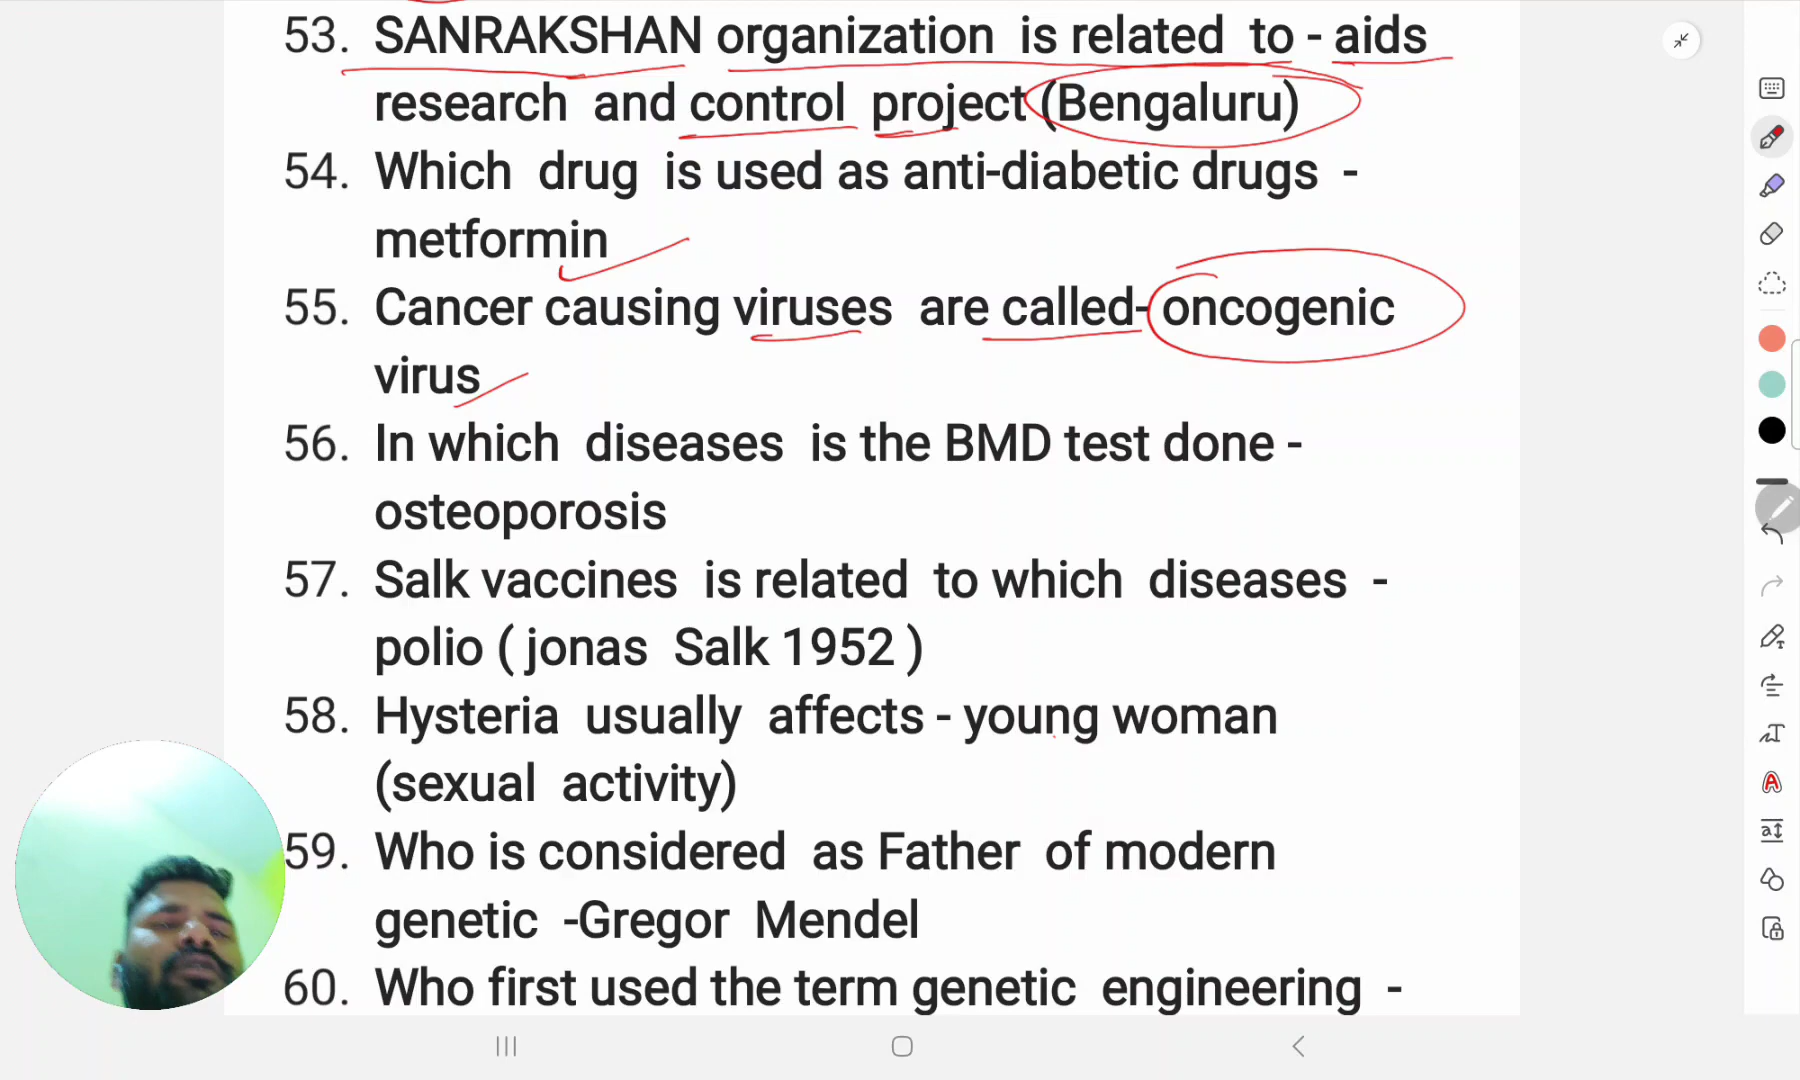 53. SANRAKSHAN organization is related to - aids
research and control project (Bengaluru)
54. Which drug is used as anti-diabetic drugs -
metformin
55. Cancer causing viruses are called- oncogenic
virus
56. In which diseases is the BMD test done -
osteoporosis
57. Salk vaccines is related to which diseases -
polio ( jonas Salk 1952 )
58. Hysteria usually affects - young woman
(sexual activity)
59. Who is considered as Father of modern
genetic -Gregor Mendel
60. Who first used the term genetic engineering -